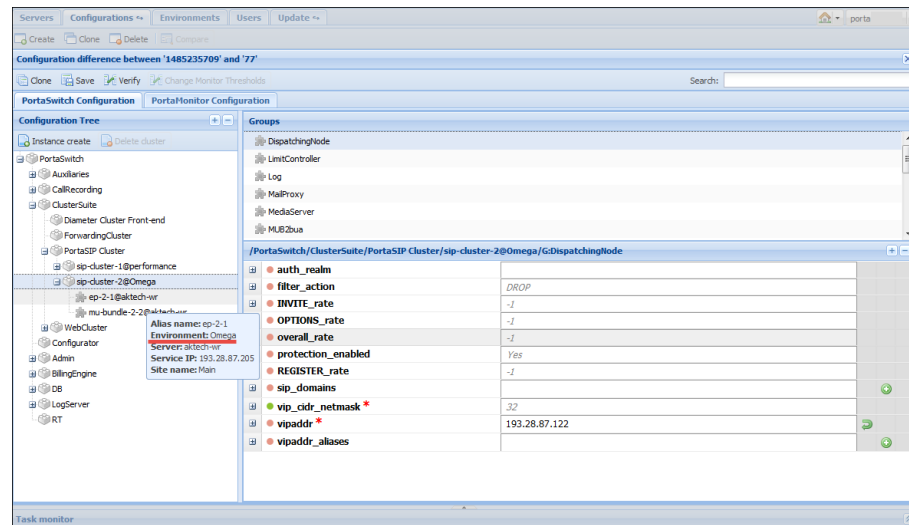 Servers Configurations Environments Users Update porta
Create Clone Delete Compare
Configuration difference between '1485235709' and '77'
Clone Save Verify Change Monitor Thresholds Search:
PortaSwitch Configuration PortaMonitor Configuration
Configuration Tree
Instance create Delete cluster
PortaSwitch
Auxiliaries
CallRecording
ClusterSuite
Diameter Cluster Front-end
ForwardingCluster
PortaSIP Cluster
sip-cluster-1@performance
sip-cluster-2@Omega
ep-2-1@aktech-wr
mu-bundle-2-2@aktech-wr
WebCluster
Configurator
Admin
BillingEngine
DB
LogServer
RT
Alias name: ep-2-1
Environment: Omega
Server: aktech-wr
Service IP: 193.28.87.205
Site name: Main
Groups
DispatchingNode
LimitController
Log
MailProxy
MediaServer
MUB2bua
/PortaSwitch/ClusterSuite/PortaSIP Cluster/sip-cluster-2@Omega/G:DispatchingNode
auth_realm
filter_action DROP
INVITE_rate -1
OPTIONS_rate -1
overall_rate -1
protection_enabled Yes
REGISTER_rate -1
sip_domains
vip_cidr_netmask * 32
vipaddr * 193.28.87.122
vipaddr_aliases
Task monitor